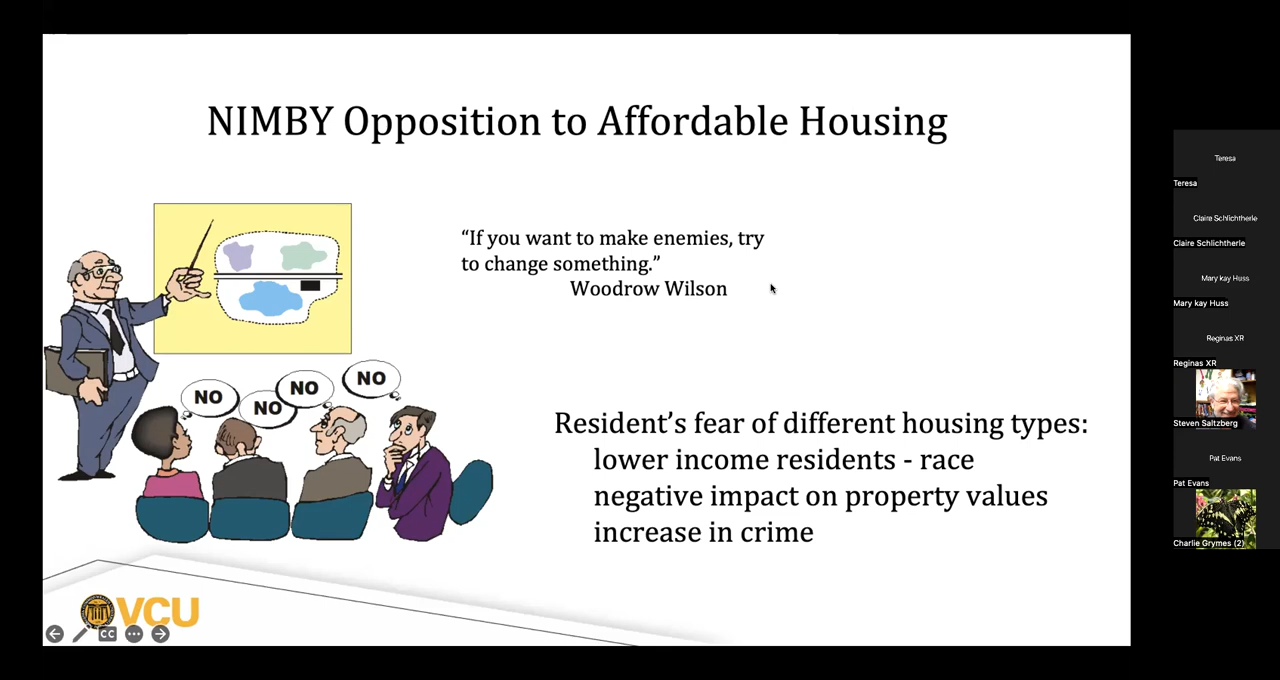 NIMBY Opposition to Affordable Housing
“If you want to make enemies, try
to change something.”
Woodrow Wilson
NO
NO
NO
NO
Resident’s fear of different housing types:
lower income residents - race
negative impact on property values
increase in crime
VCU
CC
Teresa
Teresa
Claire Schlichtherle
Claire Schlichtherle
Mary kay Huss
Mary kay Huss
Reginas XR
Reginas XR
Steven Saltzberg
Pat Evans
Pat Evans
Charlie Grymes (2)